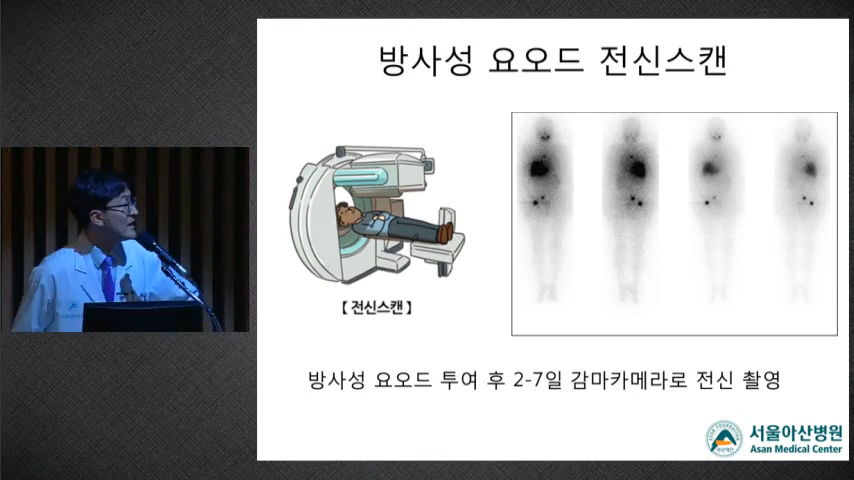 방사성 요오드 전신스캔
【 전신스캔 】
방사성 요오드 투여 후 2-7일 감마카메라로 전신 촬영
서울아산병원
Asan Medical Center